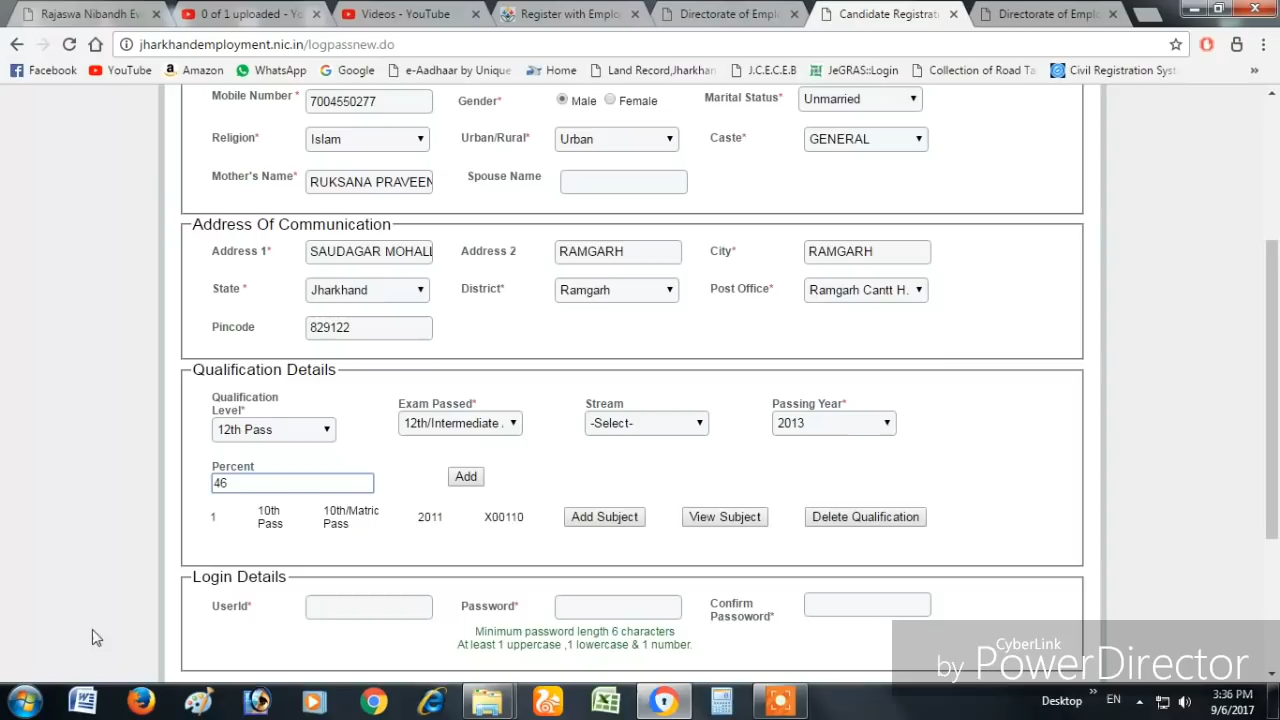 Rajaswa Nibandh Ev
0 of 1 uploaded - Yo
Videos - YouTube
Register with Emplo
Directorate of Emplo
Candidate Registrati
Directorate of Emplo
jharkhandemployment.nic.in/logpassnew.do
Facebook YouTube Amazon WhatsApp Google e-Aadhaar by Unique Home Land Record,Jharkhan J.C.E.C.E.B JeGRAS::Login Collection of Road Ta Civil Registration Syst »
Mobile Number * 7004550277 Gender* Male Female Marital Status* Unmarried
Religion* Islam Urban/Rural* Urban Caste* GENERAL
Mother's Name* RUKSANA PRAVEEN Spouse Name
Address Of Communication
Address 1* SAUDAGAR MOHALL Address 2 RAMGARH City* RAMGARH
State * Jharkhand District* Ramgarh Post Office* Ramgarh Cantt H.
Pincode 829122
Qualification Details
Qualification
Level* 12th Pass Exam Passed* 12th/Intermediate Stream -Select- Passing Year* 2013
Percent
46 Add
1 10th Pass 10th/Matric Pass 2011 X00110 Add Subject View Subject Delete Qualification
Login Details
UserId* Password* Confirm Passoword*
Minimum password length 6 characters
At least 1 uppercase ,1 lowercase & 1 number.
CyberLink
by PowerDirector
Desktop » EN 3:36 PM
9/6/2017